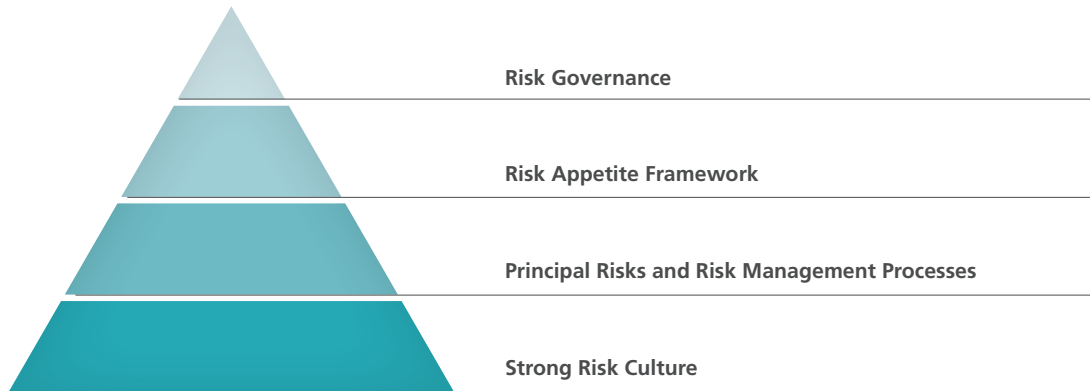 Risk Governance
Risk Appetite Framework
Principal Risks and Risk Management Processes
Strong Risk Culture